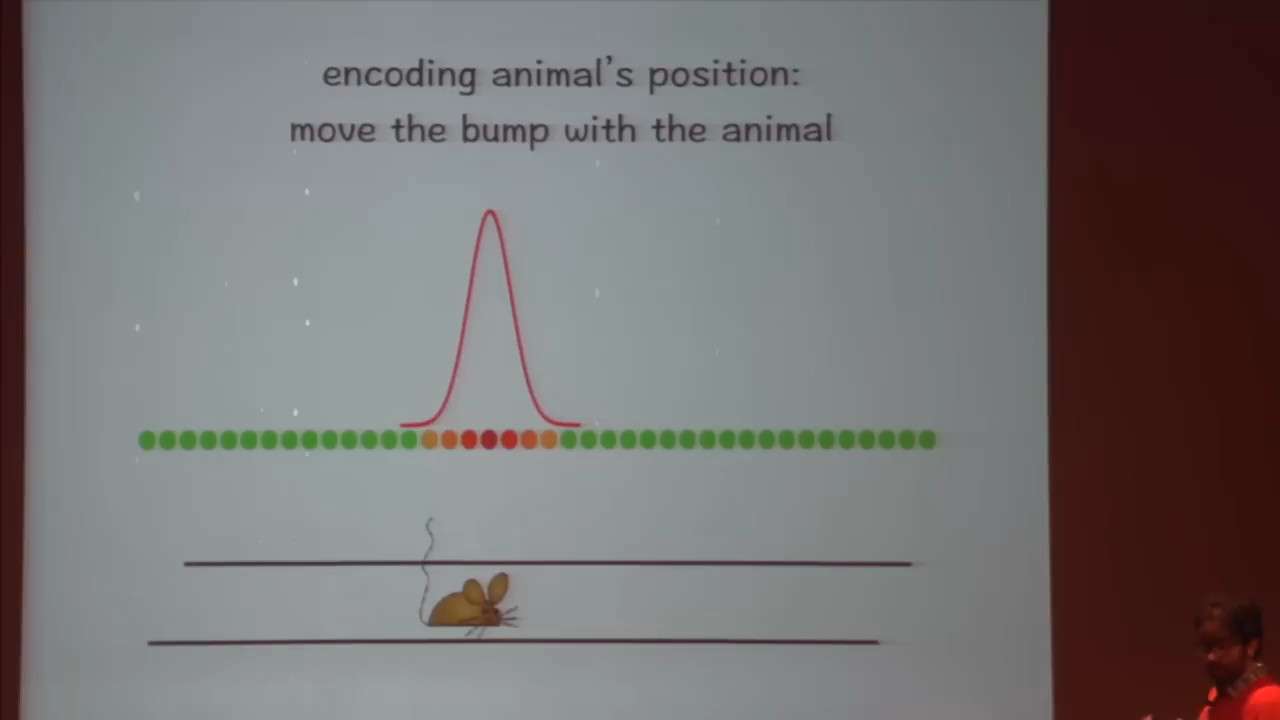 encoding animal's position:
move the bump with the animal